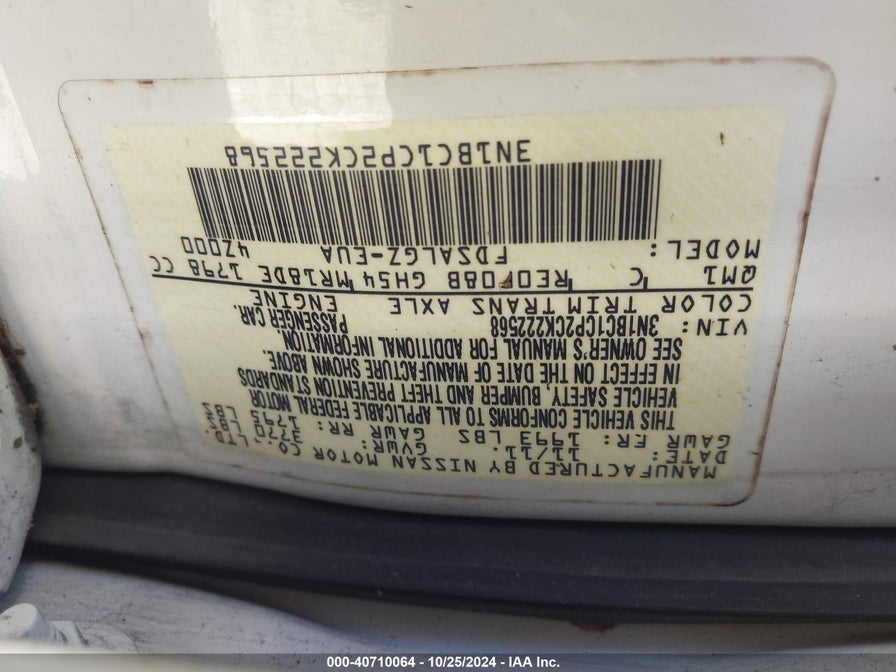 MANUFACTURED BY NISSAN MOTOR CO., LTD.
DATE: 11/11 GVWR: 3770 LBS
GAWR FR: 1993 LBS. GAWR RR: 1795 LBS.
THIS VEHICLE CONFORMS TO ALL APPLICABLE FEDERAL MOTOR
VEHICLE SAFETY, BUMPER AND THEFT PREVENTION STANDARDS
IN EFFECT ON THE DATE OF MANUFACTURE SHOWN ABOVE.
SEE OWNER'S MANUAL FOR ADDITIONAL INFORMATION
VIN: 3N1BC1CP2CK222568 PASSENGER CAR.
COLOR TRIM TRANS AXLE ENGINE
QM1 C RE0F08B GH54 MR18DE 1798 CC
MODEL: FDSALGZ-EUA 4Z000
3N1BC1CP2CK222568
000-40710064 - 10/25/2024 - IAA Inc.